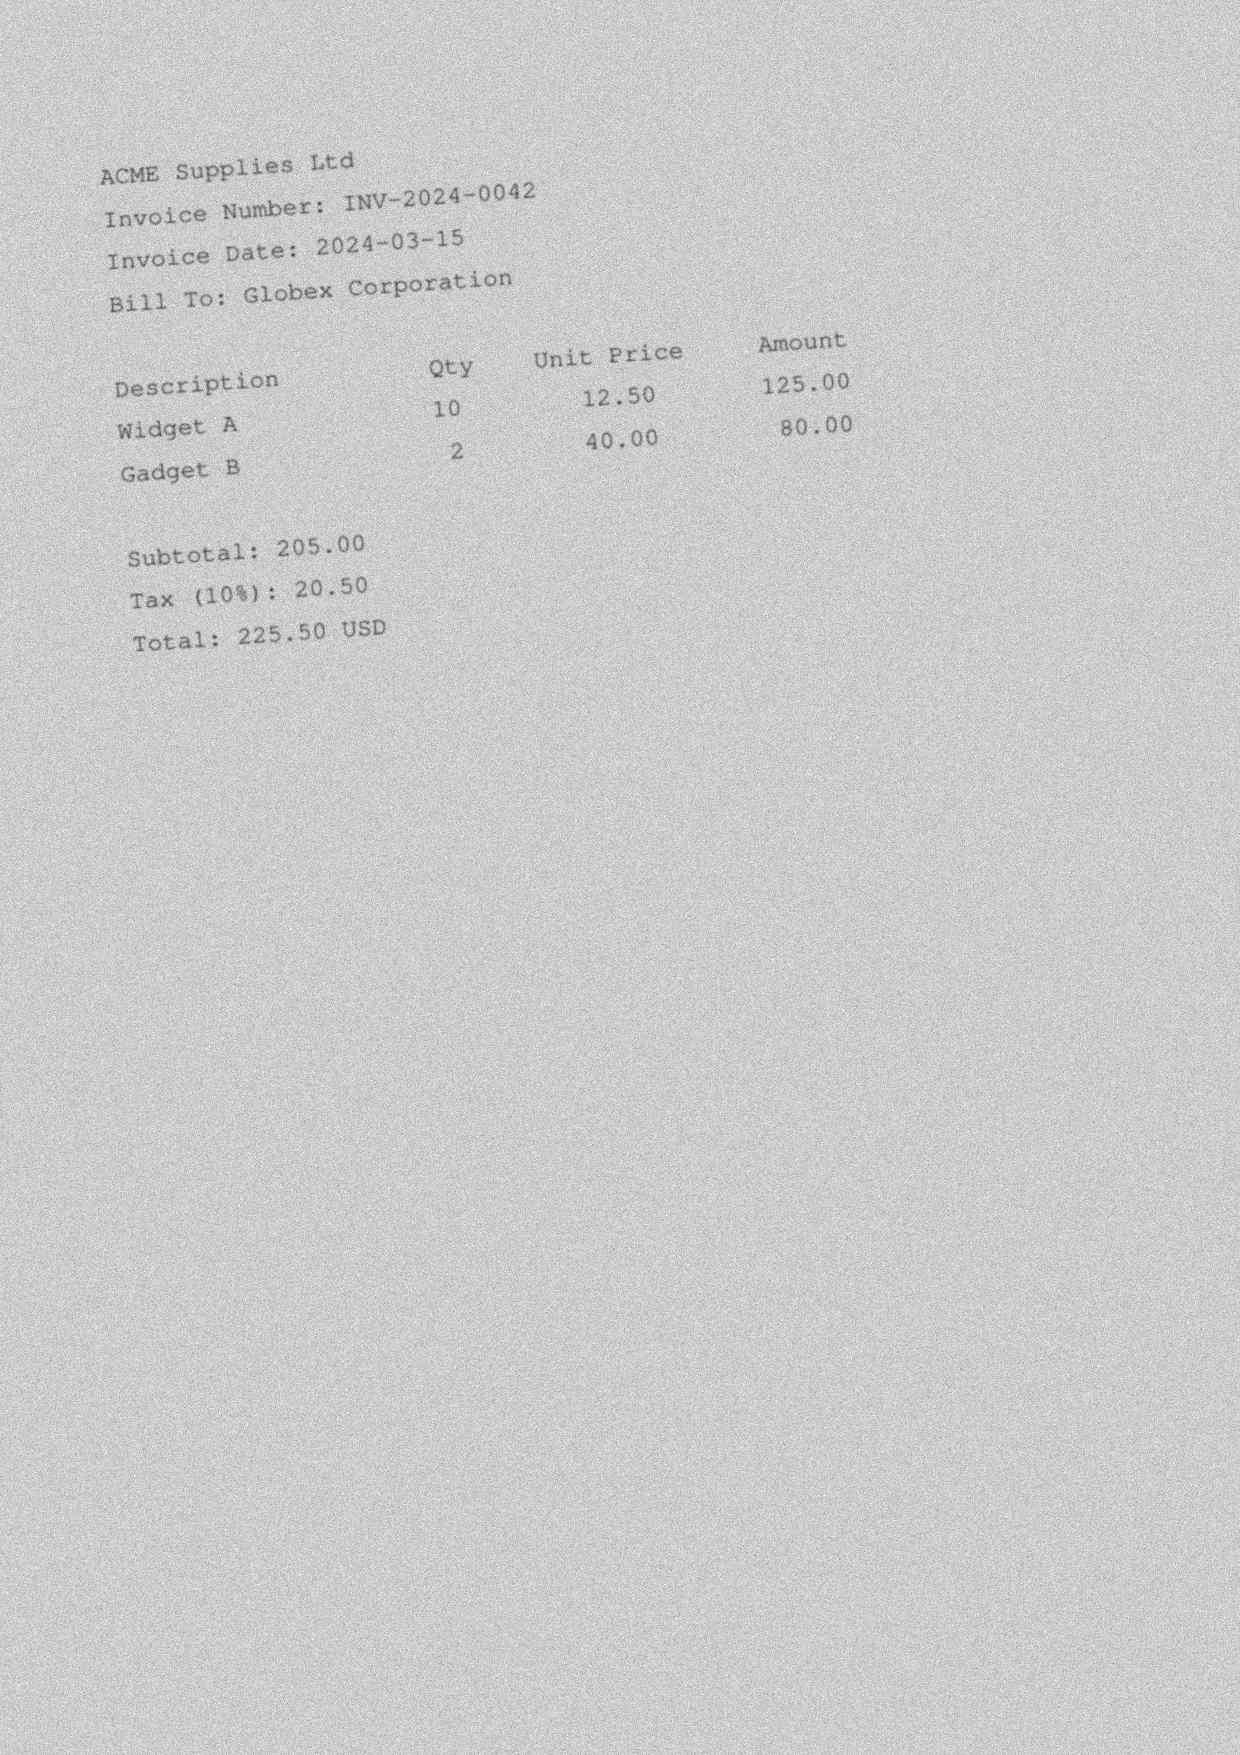 ACME Supplies Ltd
Invoice Number: INV-2024-0042
Invoice Date: 2024-03-15
Bill To: Globex Corporation
Description Qty Unit Price Amount
Widget A 10 12.50 125.00
Gadget B 2 40.00 80.00
Subtotal: 205.00
Tax (10%): 20.50
Total: 225.50 USD